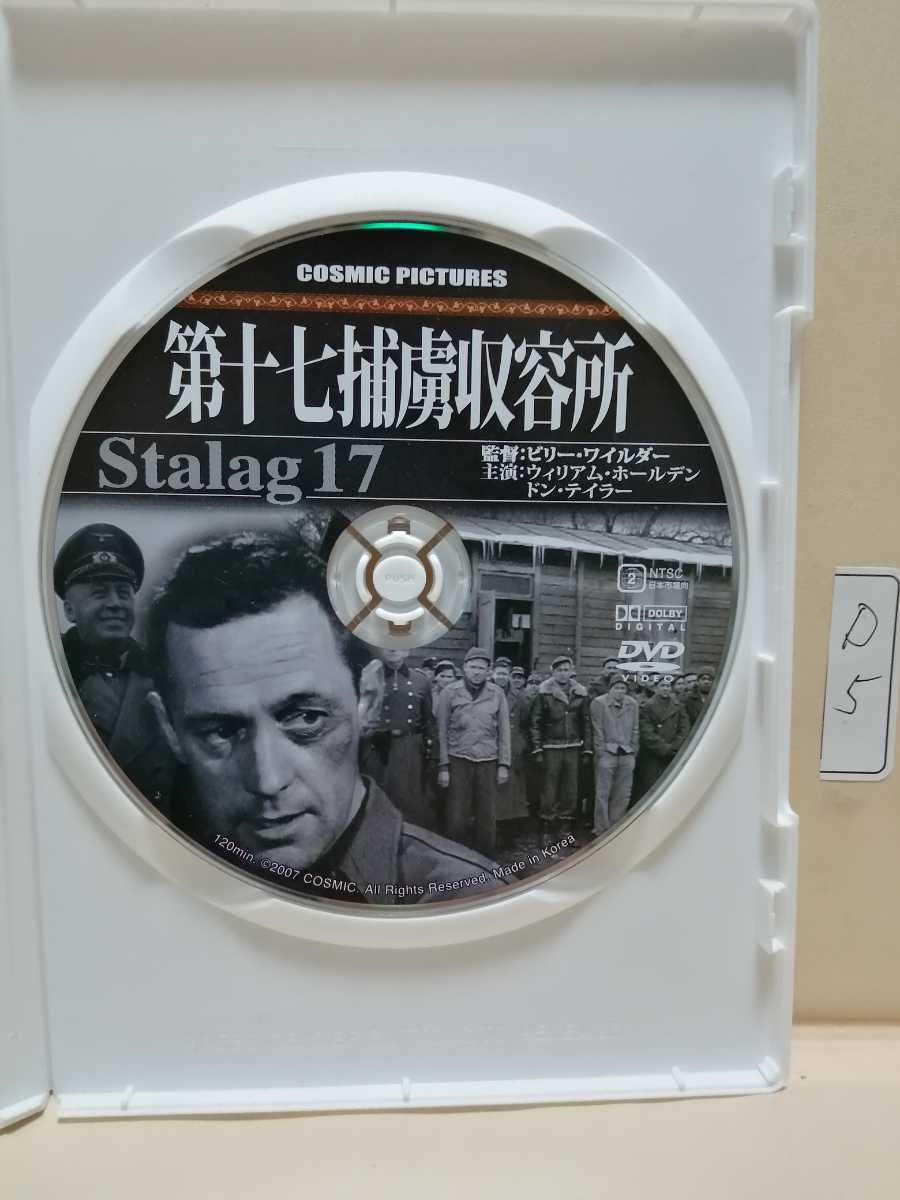 COSMIC PICTURES
第十七捕虜収容所
Stalag 17
監督:ビリー・ワイルダー
主演:ウィリアム・ホールデン
ドン・テイラー
PUSH
2 NTSC
日本市場向
DOLBY
DIGITAL
DVD
VIDEO
120min. ©2007 COSMIC. All Rights Reserved. Made in Korea
D
5